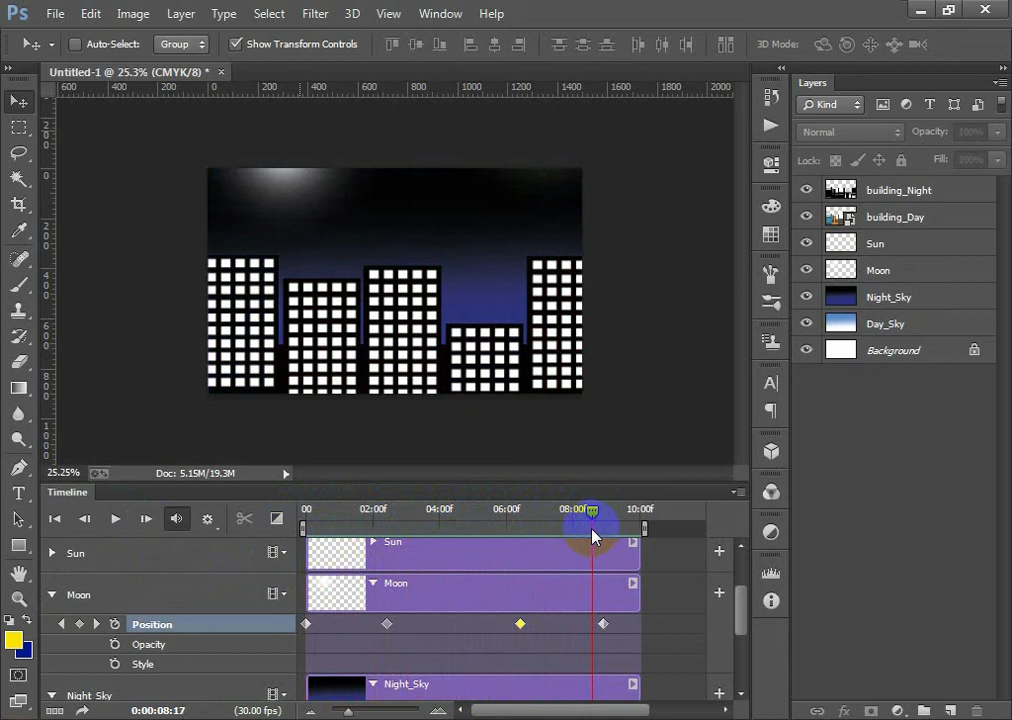 Ps File Edit Image Layer Type Select Filter 3D View Window Help
Auto-Select: Group Show Transform Controls 3D Mode:
Untitled-1 @ 25.3% (CMYK/8) * ×
200 0 200 400 600 800 1000 1200 1400 1600 1800 2000
Layers
Kind
Normal Opacity: 100%
Lock: Fill: 100%
building_Night
building_Day
Sun
Moon
Night_Sky
Day_Sky
Background
25.25% Doc: 5.15M/19.3M
Timeline
00 02:00f 04:00f 06:00f 08:00f 10:00f
Sun Sun
Moon Moon
Position
Opacity
Style
Night_Sky Night_Sky
0:00:08:17 (30.00 fps)